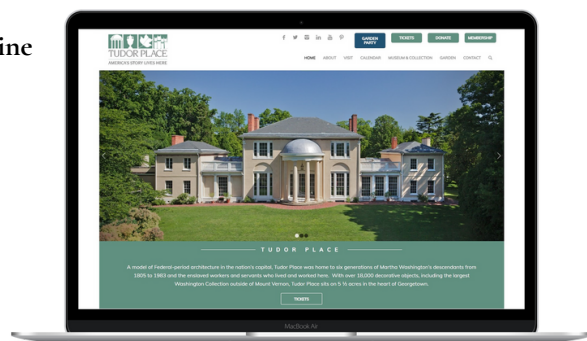 ine
TUDOR PLACE
AMERICA'S STORY LIVES HERE
GARDEN
PARTY
TICKETS
DONATE
MEMBERSHIP
HOME ABOUT VISIT CALENDAR MUSEUM & COLLECTION GARDEN CONTACT
TUDOR PLACE
A model of Federal-period architecture in the nation's capital, Tudor Place was home to six generations of Martha Washington's descendants from
1805 to 1983 and the enslaved workers and servants who lived and worked here. With over 18,000 decorative objects, including the largest
Washington Collection outside of Mount Vernon, Tudor Place sits on 5 ½ acres in the heart of Georgetown.
TICKETS
MacBook Air